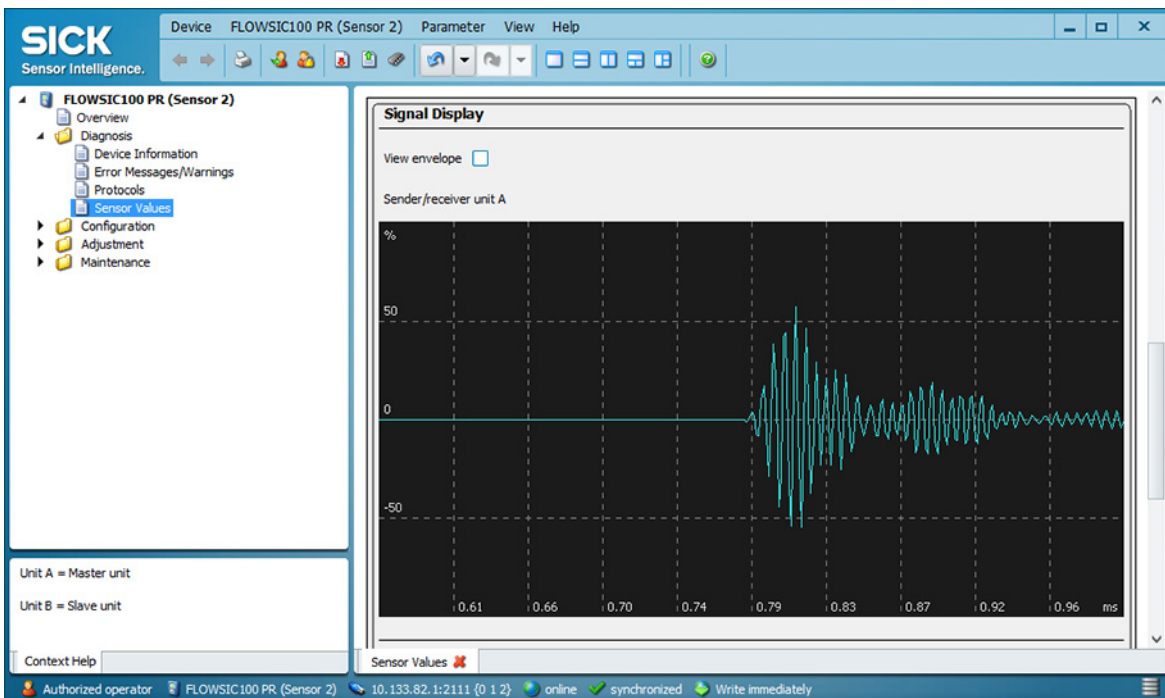 SICK
Sensor Intelligence.
Device FLOWSIC100 PR (Sensor 2) Parameter View Help
FLOWSIC100 PR (Sensor 2)
Overview
Diagnosis
Device Information
Error Messages/Warnings
Protocols
Sensor Values
Configuration
Adjustment
Maintenance
Unit A = Master unit
Unit B = Slave unit
Context Help
Signal Display
View envelope
Sender/receiver unit A
%
50
0
-50
0.61 0.66 0.70 0.74 0.79 0.83 0.87 0.92 0.96 ms
Sensor Values
Authorized operator FLOWSIC100 PR (Sensor 2) 10.133.82.1:2111 {0 1 2} online synchronized Write immediately